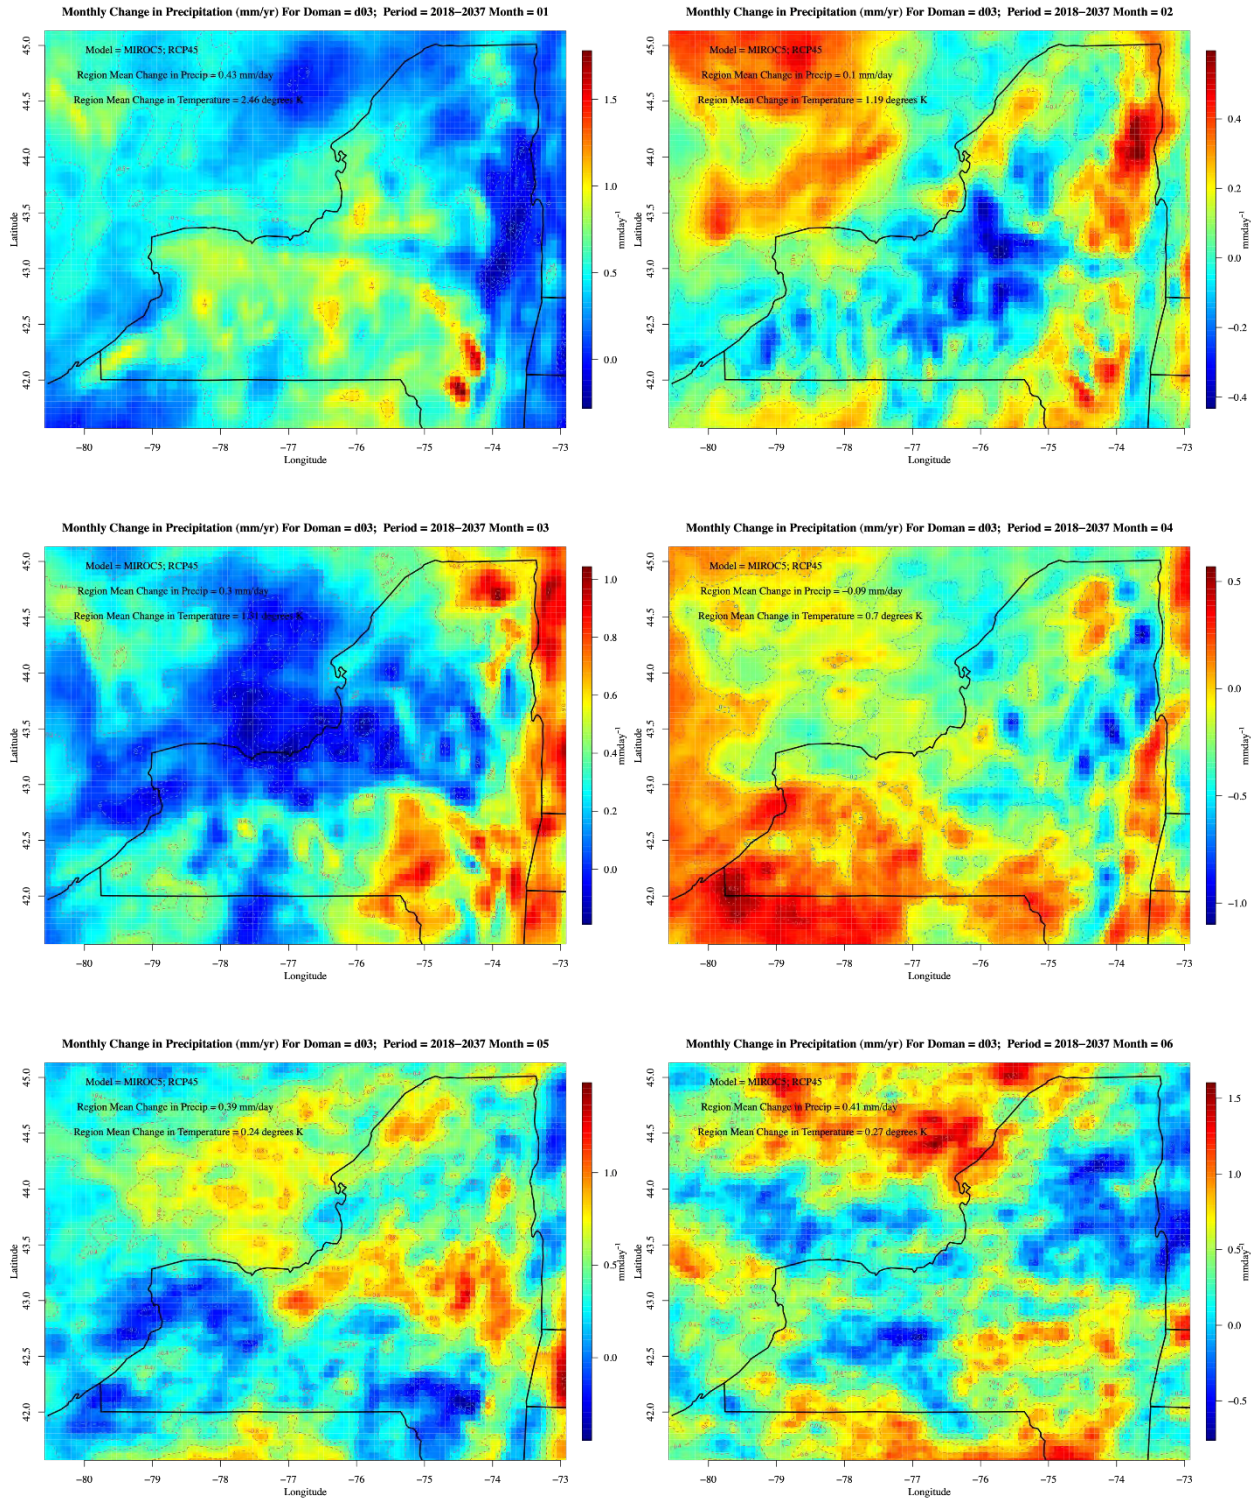 Monthly Change in Precipitation (mm/yr) For Doman = d03;  Period = 2018−2037 Month = 01
Model = MIROC5; RCP45
Region Mean Change in Precip = 0.43 mm/day
Region Mean Change in Temperature = 2.46 degrees K
45.0
44.5
44.0
43.5
43.0
42.5
42.0
Latitude
−80 −79 −78 −77 −76 −75 −74 −73
Longitude
1.5
1.0
0.5
0.0
mmday−1
Monthly Change in Precipitation (mm/yr) For Doman = d03;  Period = 2018−2037 Month = 02
Model = MIROC5; RCP45
Region Mean Change in Precip = 0.1 mm/day
Region Mean Change in Temperature = 1.19 degrees K
45.0
44.5
44.0
43.5
43.0
42.5
42.0
Latitude
−80 −79 −78 −77 −76 −75 −74 −73
Longitude
0.4
0.2
0.0
−0.2
−0.4
mmday−1
Monthly Change in Precipitation (mm/yr) For Doman = d03;  Period = 2018−2037 Month = 03
Model = MIROC5; RCP45
Region Mean Change in Precip = 0.3 mm/day
Region Mean Change in Temperature = degrees K
45.0
44.5
44.0
43.5
43.0
42.5
42.0
Latitude
−80 −79 −78 −77 −76 −75 −74 −73
Longitude
1.0
0.8
0.6
0.4
0.2
0.0
mmday−1
Monthly Change in Precipitation (mm/yr) For Doman = d03;  Period = 2018−2037 Month = 04
Model = MIROC5; RCP45
Region Mean Change in Precip = −0.09 mm/day
Region Mean Change in Temperature = 0.7 degrees K
45.0
44.5
44.0
43.5
43.0
42.5
42.0
Latitude
−80 −79 −78 −77 −76 −75 −74 −73
Longitude
0.5
0.0
−0.5
−1.0
mmday−1
Monthly Change in Precipitation (mm/yr) For Doman = d03;  Period = 2018−2037 Month = 05
Model = MIROC5; RCP45
Region Mean Change in Precip = 0.39 mm/day
Region Mean Change in Temperature = 0.24 degrees K
45.0
44.5
44.0
43.5
43.0
42.5
42.0
Latitude
−80 −79 −78 −77 −76 −75 −74 −73
Longitude
1.0
0.5
0.0
mmday−1
Monthly Change in Precipitation (mm/yr) For Doman = d03;  Period = 2018−2037 Month = 06
Model = MIROC5; RCP45
Region Mean Change in Precip = 0.41 mm/day
Region Mean Change in Temperature = 0.27 degrees K
45.0
44.5
44.0
43.5
43.0
42.5
42.0
Latitude
−80 −79 −78 −77 −76 −75 −74 −73
Longitude
1.5
1.0
0.5
0.0
−0.5
mmday−1